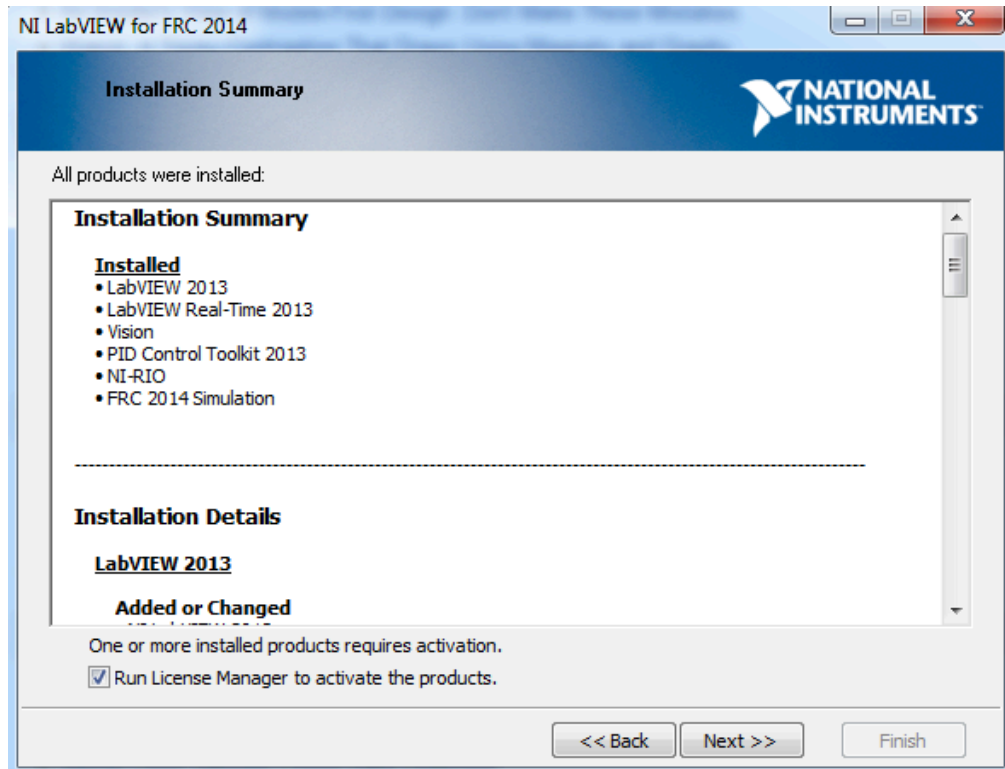 NI LabVIEW for FRC 2014
Installation Summary
NATIONAL
INSTRUMENTS
All products were installed:
Installation Summary
Installed
• LabVIEW 2013
• LabVIEW Real-Time 2013
• Vision
• PID Control Toolkit 2013
• NI-RIO
• FRC 2014 Simulation
--------------------------------------------------------------------------------
Installation Details
LabVIEW 2013
Added or Changed
One or more installed products requires activation.
Run License Manager to activate the products.
<< Back
Next >>
Finish